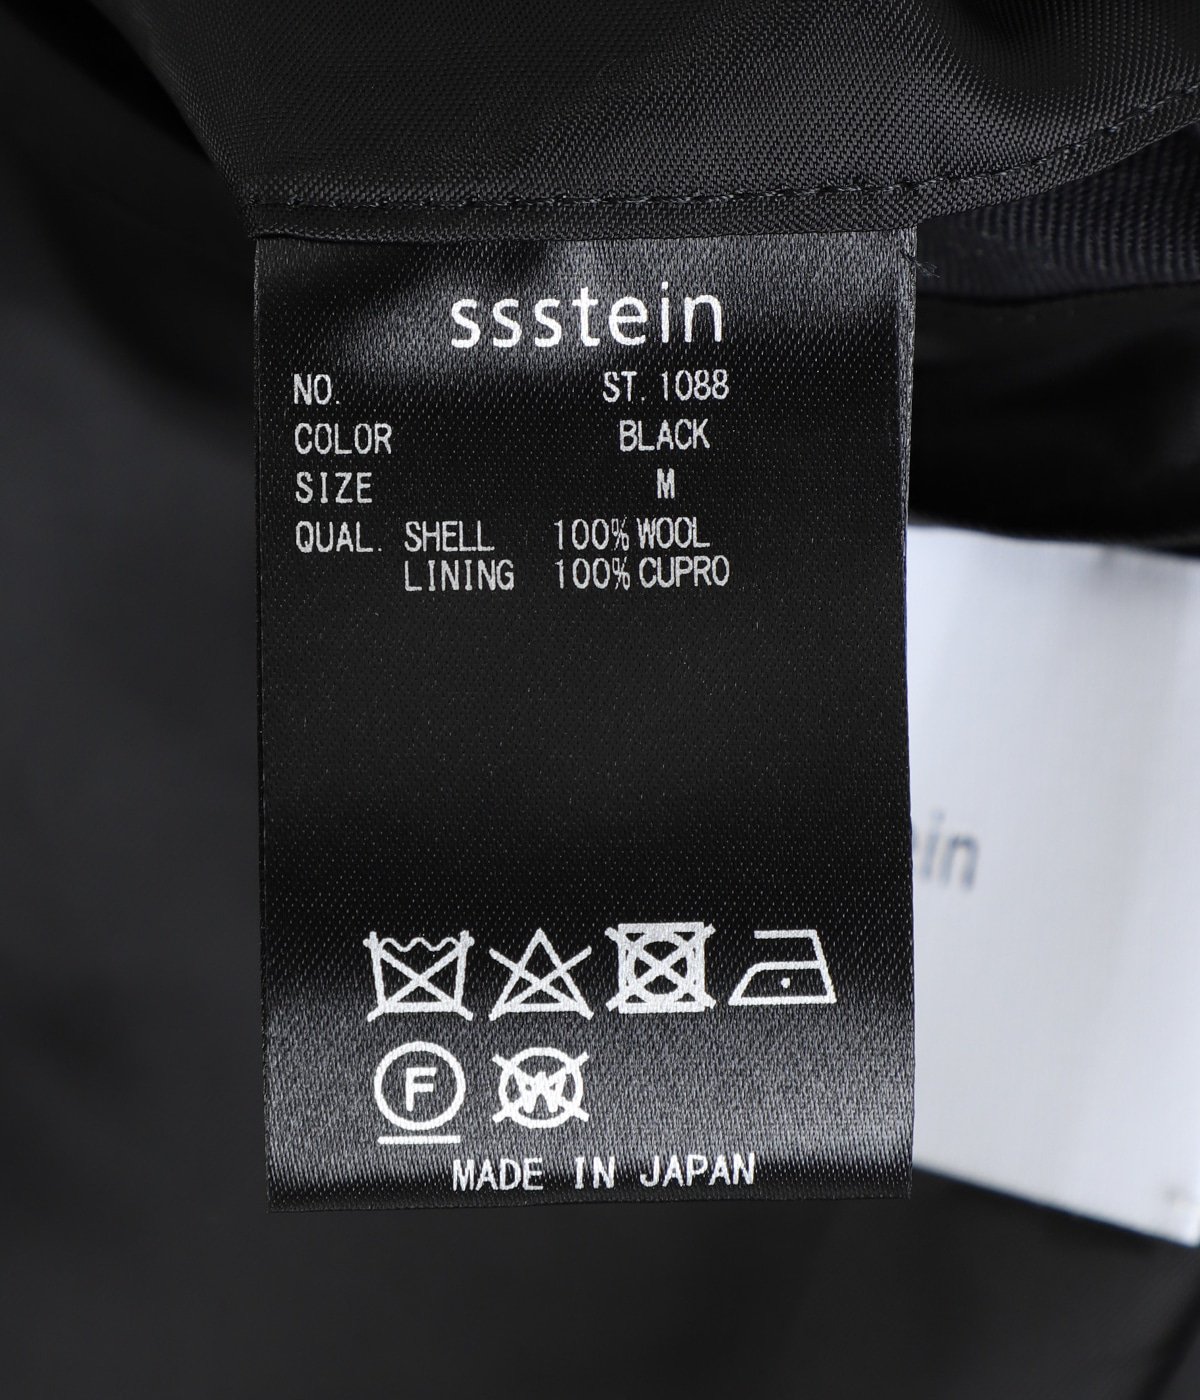 ssstein
NO. ST. 1088
COLOR BLACK
SIZE M
QUAL. SHELL 100% WOOL
LINING 100% CUPRO
F
W
MADE IN JAPAN
ein